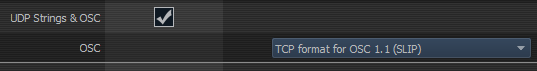 UDP Strings & OSC
OSC TCP format for OSC 1.1 (SLIP)